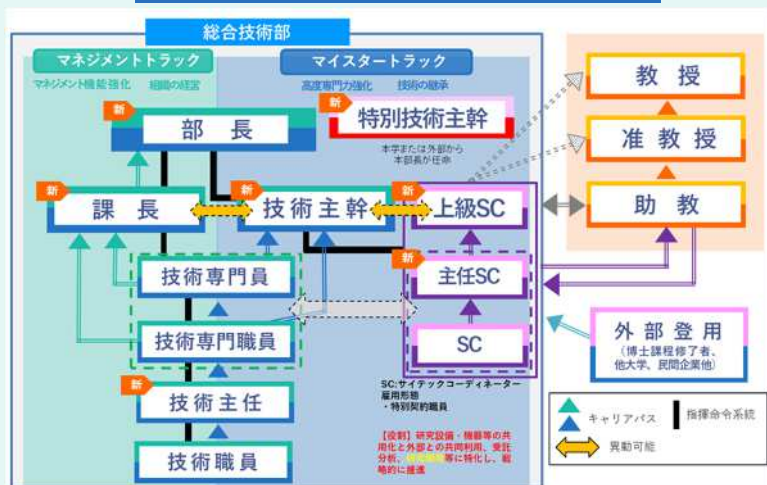 総合技術部
マネジメントトラック
マイスタートラック
マネジメント機能強化 組織の経営
高度専門力強化 技術の継承
新
部長
新
特別技術主幹
本学または外部から
本部長が任命
教授
准教授
助教
新
課長
新
技術主幹
新
上級SC
技術専門員
新
主任SC
技術専門職員
SC
外部登用
(博士課程修了者、
他大学、民間企業他)
SC:サイテックコーディネーター
雇用形態
・特別契約職員
新
技術主任
技術職員
【役割】研究設備・機器等の共
用化と外部との共同利用、受託
分析、等に特化し、戦
略的に推進
キャリアパス
指揮命令系統
異動可能